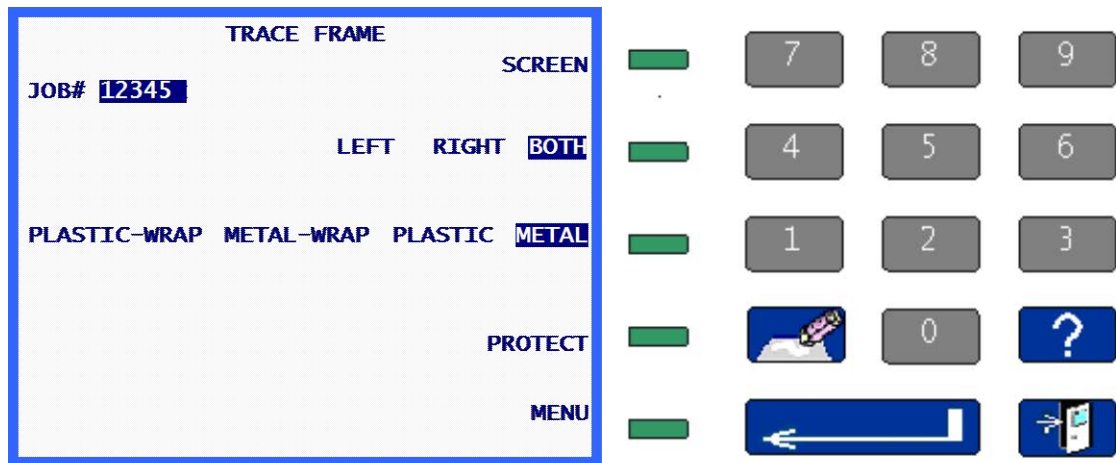 TRACE FRAME
SCREEN
JOB# 12345
LEFT RIGHT BOTH
PLASTIC-WRAP METAL-WRAP PLASTIC METAL
PROTECT
MENU
7 8 9
4 5 6
1 2 3
0 ?